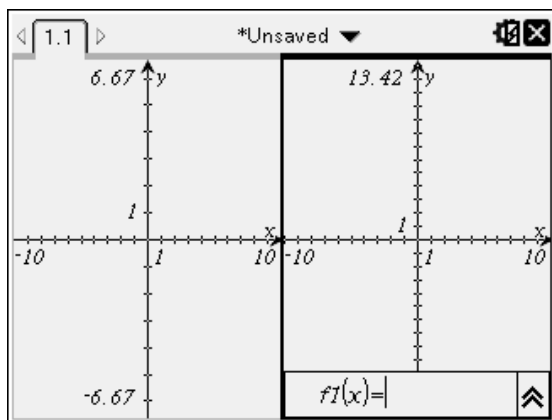 1.1 *Unsaved
6.67 y
1
x
-10 1 10
-6.67
13.42 y
1
x
-10 1 10
f1(x)=